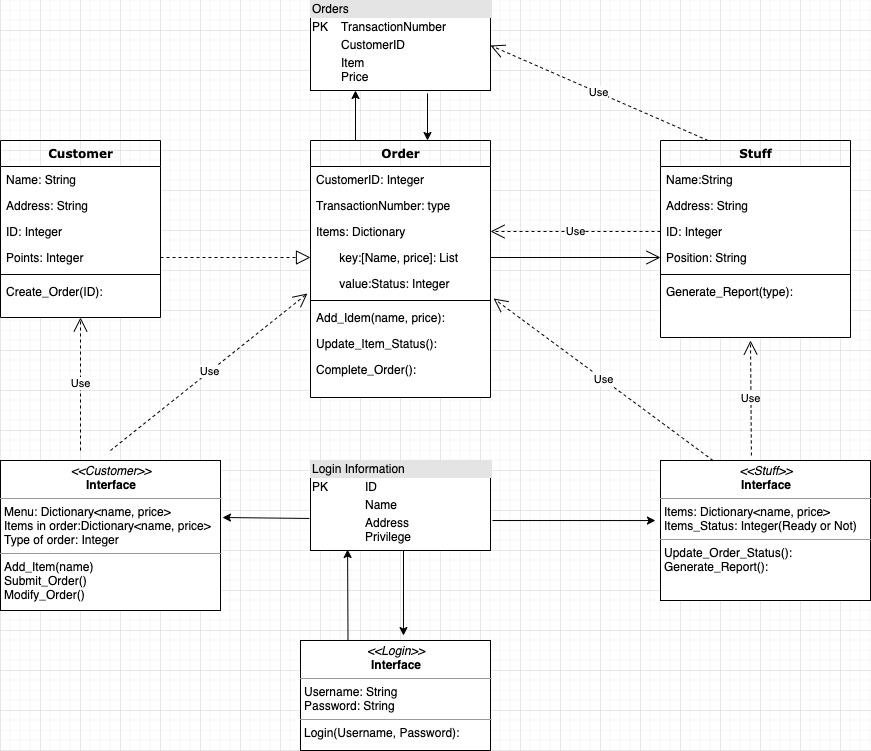 Orders
PK TransactionNumber
CustomerID
Item
Price
Use
Customer
Name: String
Address: String
ID: Integer
Points: Integer
Create_Order(ID):
Order
CustomerID: Integer
TransactionNumber: type
Items: Dictionary
key:[Name, price]: List
value:Status: Integer
Add_Idem(name, price):
Update_Item_Status():
Complete_Order():
Use
Stuff
Name:String
Address: String
ID: Integer
Position: String
Generate_Report(type):
Use
Use
Use
Use
<<Customer>>
Interface
Menu: Dictionary<name, price>
Items in order:Dictionary<name, price>
Type of order: Integer
Add_Item(name)
Submit_Order()
Modify_Order()
Login Information
PK ID
Name
Address
Privilege
<<Stuff>>
Interface
Items: Dictionary<name, price>
Items_Status: Integer(Ready or Not)
Update_Order_Status():
Generate_Report():
<<Login>>
Interface
Username: String
Password: String
Login(Username, Password):